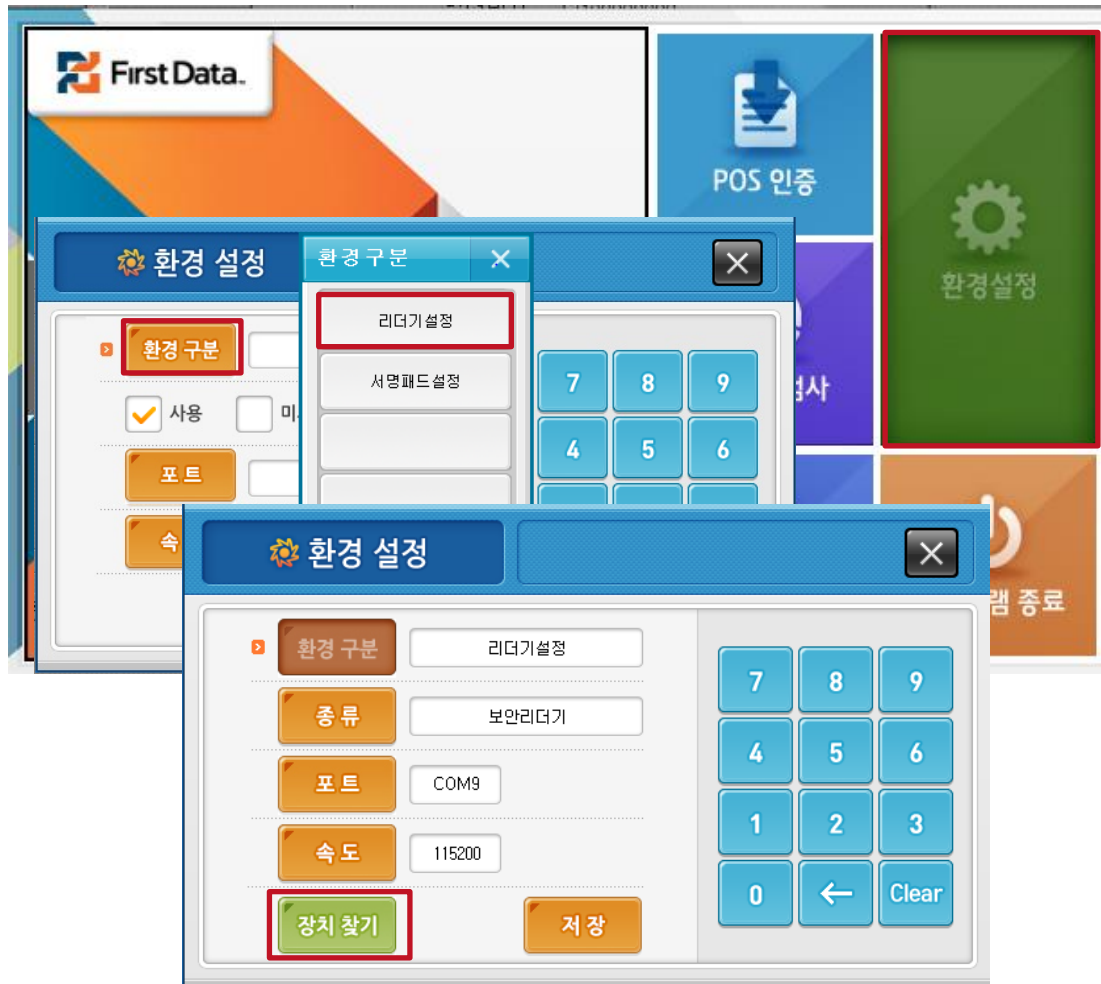 First Data.
POS 인증
환경설정
환경 설정
환경구분
리더기설정
환경 구분
서명패드설정
사용
7 8 9
4 5 6
포트
속
종료
환경 설정
환경 구분 리더기설정
종류 보안리더기
포트 COM9
속도 115200
장치 찾기 저장
7 8 9
4 5 6
1 2 3
0 ← Clear